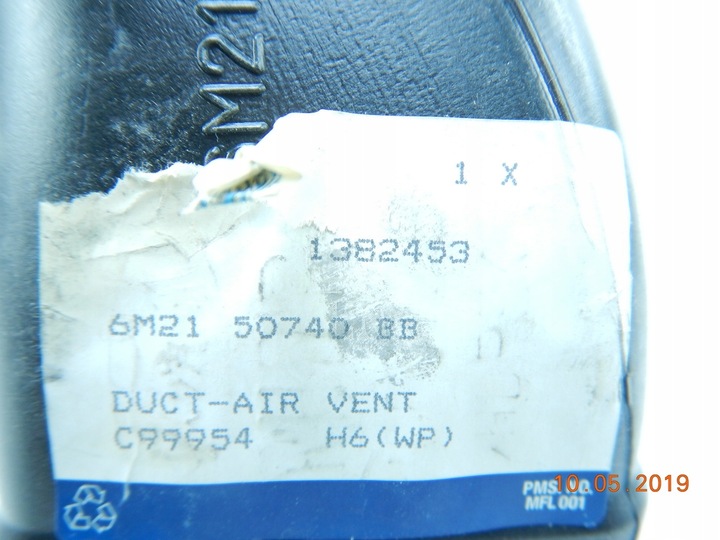 6M21
1 X
1382453
6M21 50740 BB
DUCT-AIR VENT
C99954 H6(WP)
MFL 001
10.05.2019